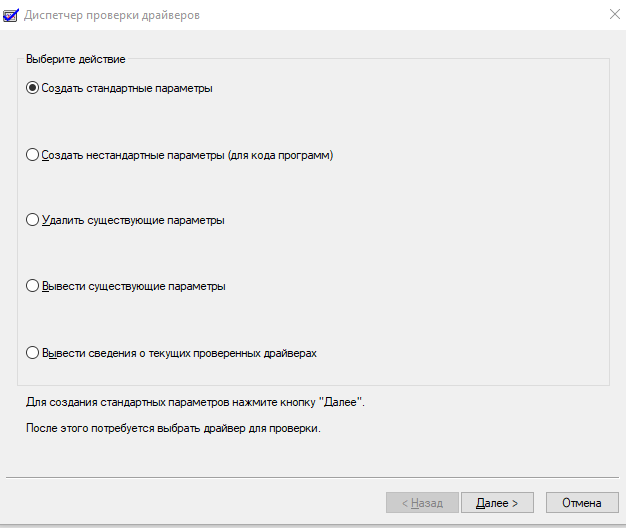 Диспетчер проверки драйверов
Выберите действие
Создать стандартные параметры
Создать нестандартные параметры (для кода программ)
Удалить существующие параметры
Вывести существующие параметры
Вывести сведения о текущих проверенных драйверах
Для создания стандартных параметров нажмите кнопку "Далее".
После этого потребуется выбрать драйвер для проверки.
< Назад
Далее >
Отмена